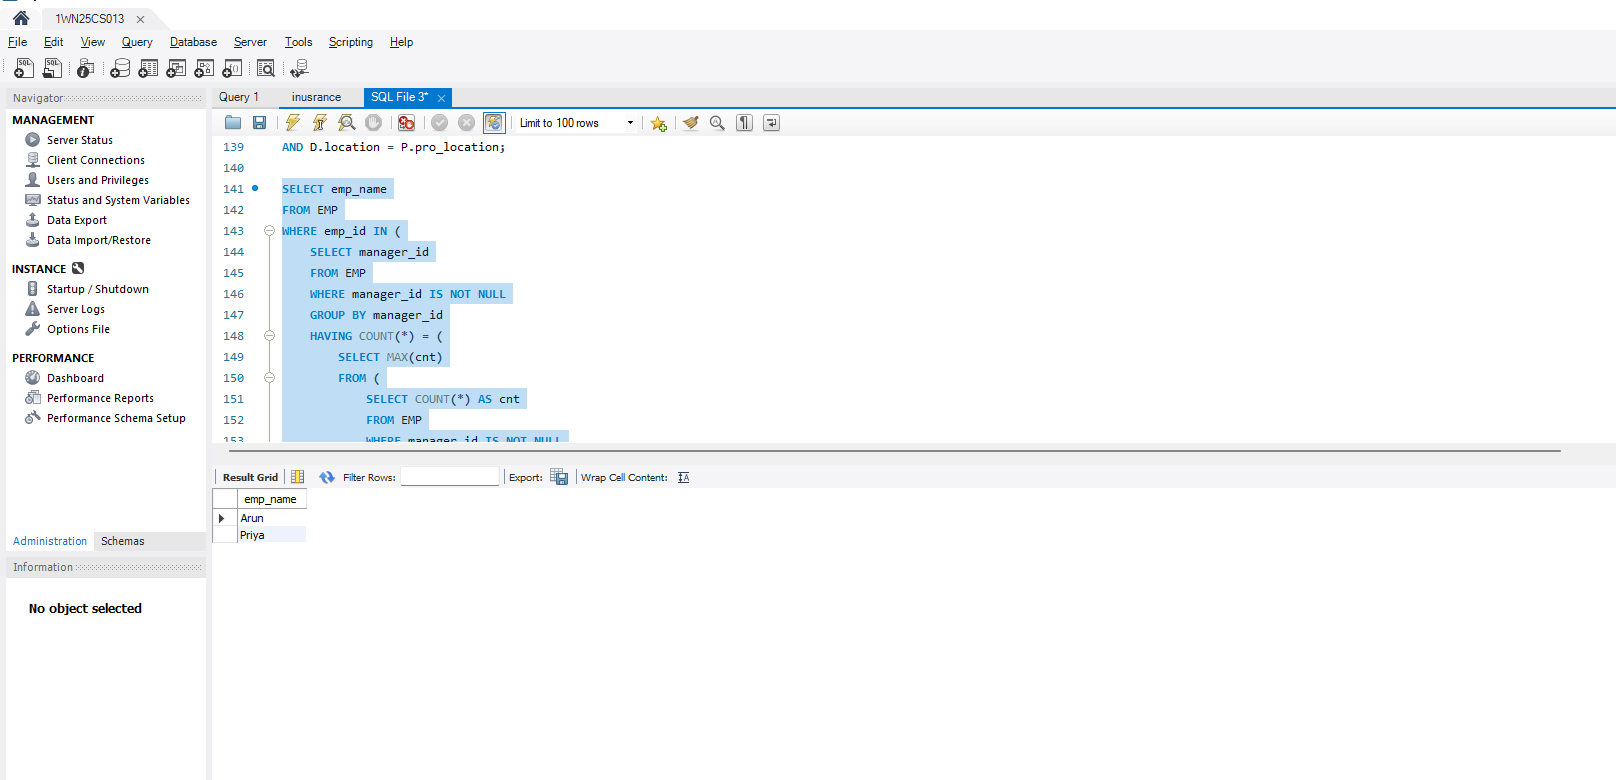 1WN25CS013
File Edit View Query Database Server Tools Scripting Help
Navigator
MANAGEMENT
Server Status
Client Connections
Users and Privileges
Status and System Variables
Data Export
Data Import/Restore
INSTANCE
Startup / Shutdown
Server Logs
Options File
PERFORMANCE
Dashboard
Performance Reports
Performance Schema Setup
Administration Schemas
Information
No object selected
Query 1 inusrance SQL File 3*
Limit to 100 rows
139 AND D.location = P.pro_location;
140
141 SELECT emp_name
142 FROM EMP
143 WHERE emp_id IN (
144 SELECT manager_id
145 FROM EMP
146 WHERE manager_id IS NOT NULL
147 GROUP BY manager_id
148 HAVING COUNT(*) = (
149 SELECT MAX(cnt)
150 FROM (
151 SELECT COUNT(*) AS cnt
152 FROM EMP
153 WHERE manager_id IS NOT NULL
Result Grid Filter Rows: Export: Wrap Cell Content:
emp_name
Arun
Priya